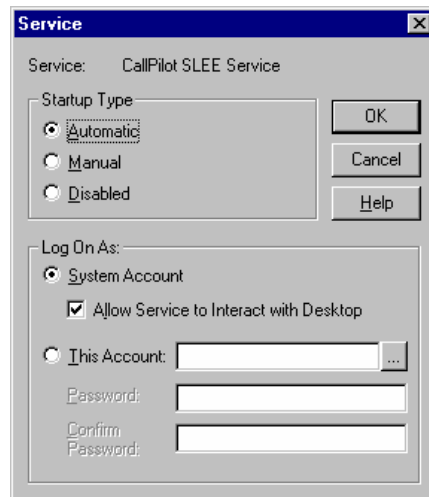 Service
Service: CallPilot SLEE Service
Startup Type
Automatic
Manual
Disabled
OK
Cancel
Help
Log On As:
System Account
Allow Service to Interact with Desktop
This Account:
...
Password:
Confirm
Password: